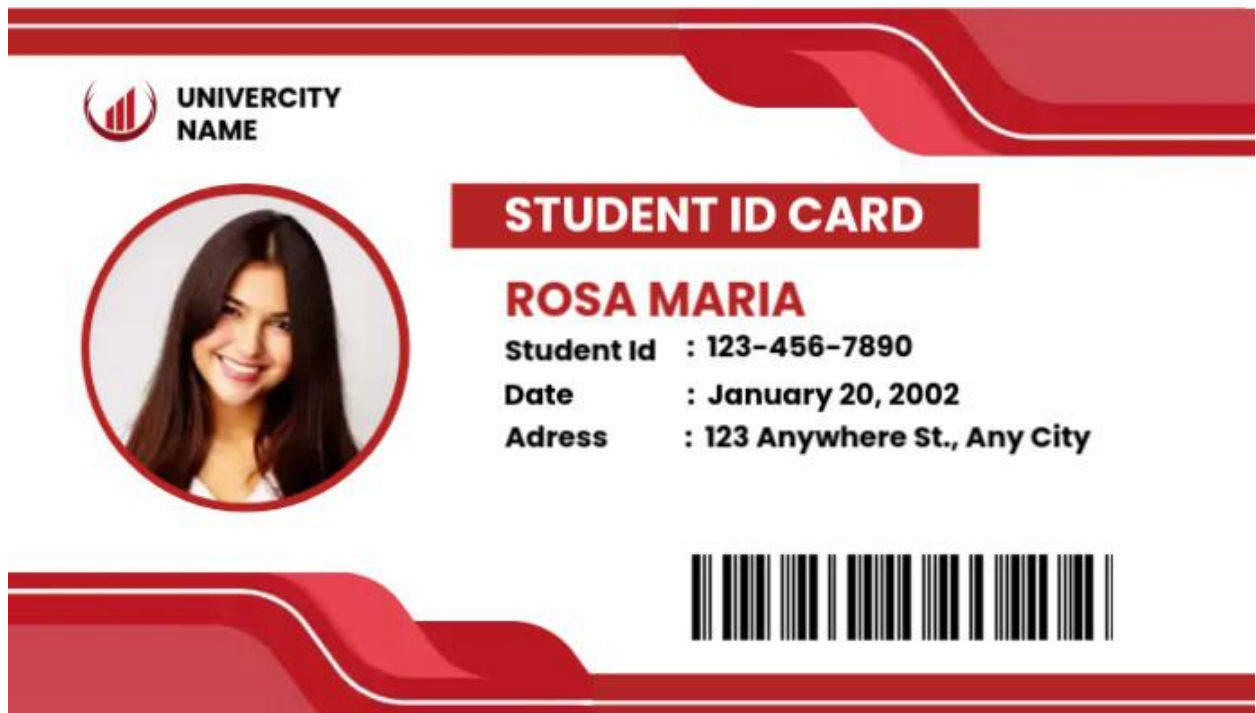 UNIVERCITY
NAME
STUDENT ID CARD
ROSA MARIA
Student Id : 123-456-7890
Date : January 20, 2002
Adress : 123 Anywhere St., Any City